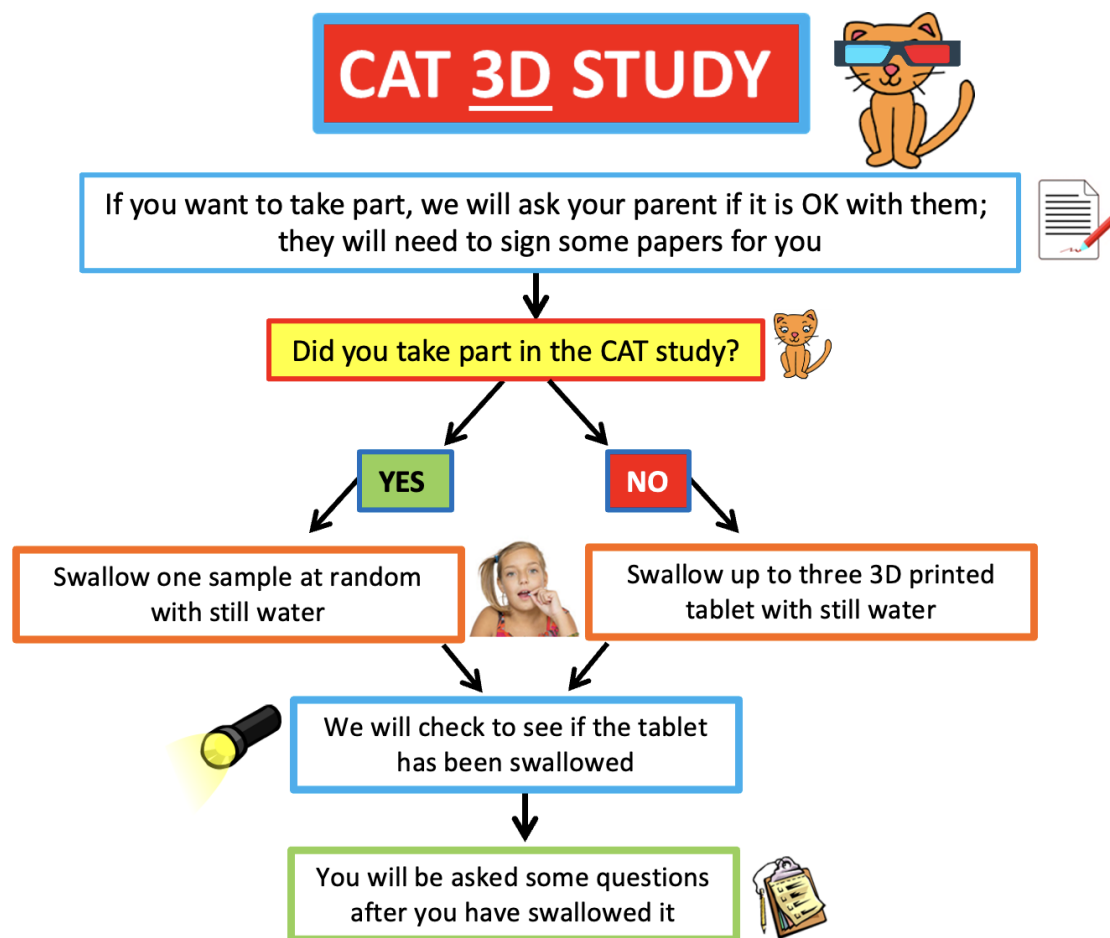 CAT 3D STUDY
If you want to take part, we will ask your parent if it is OK with them;
they will need to sign some papers for you
Did you take part in the CAT study?
YES
NO
Swallow one sample at random
with still water
Swallow up to three 3D printed
tablet with still water
We will check to see if the tablet
has been swallowed
You will be asked some questions
after you have swallowed it